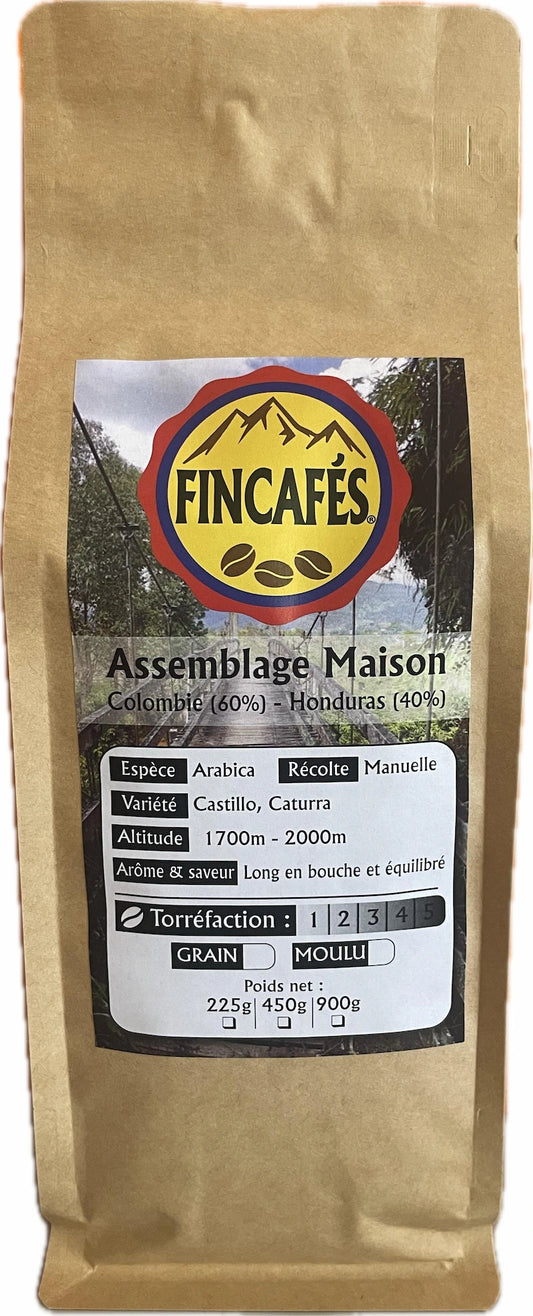 FINCAFÉS®
Assemblage Maison
Colombie (60%) - Honduras (40%)
Espèce Arabica Récolte Manuelle
Variété Castillo, Caturra
Altitude 1700m - 2000m
Arôme & saveur Long en bouche et équilibré
Torréfaction : 1 2 3 4 5
GRAIN MOULU
Poids net :
225g 450g 900g